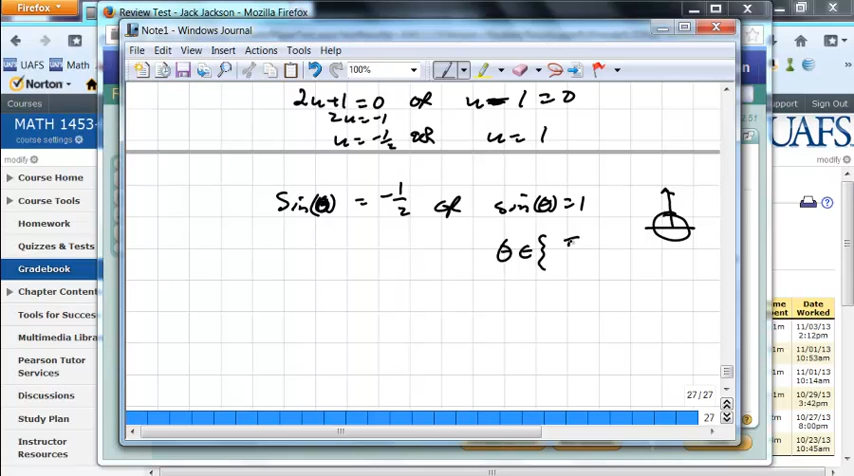 Firefox
Review Test - Jack Jackson - Mozilla Firefox
Note1 - Windows Journal
File Edit View Insert Actions Tools Help
100%
UAFS Math
Norton
Courses
Sign Out
MATH 1453-
course settings
UAFS
modify
modify
Course Home
Course Tools
Homework
Quizzes & Tests
Gradebook
Chapter Content
Tools for Succes
Multimedia Libra
Pearson Tutor
Services
Discussions
Study Plan
Instructor
Resources
2u+1=0 or u-1=0
2u=-1
u=-1/2 or u=1
Sin(θ) = -1/2 or sin(θ)=1
θ∈{
27/27
27
Date
Worked
1m 11/03/13
2:12pm
1m 11/01/13
11/01/13
10:14am
10/29/13
3:42pm
10/27/13
8:00pm
10/23/13
10:45am